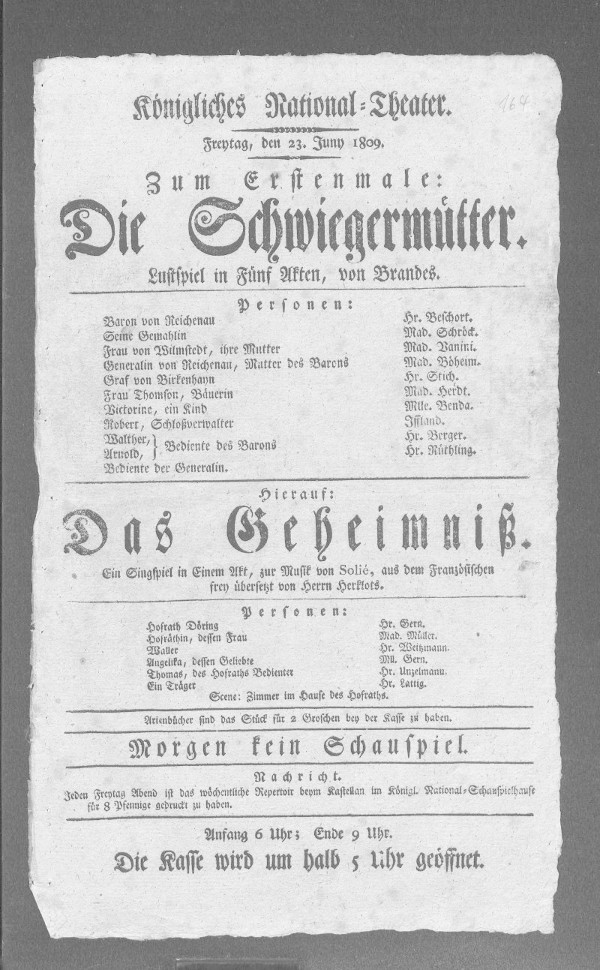 164
Königliches National-Theater.
Freytag, den 23. Juny 1809.
Zum Erstenmale:
Die Schwiegermütter.
Lustspiel in Fünf Akten, von Brandes.
Personen:
Baron von Reichenau Hr. Beschort.
Seine Gemahlin Mad. Schröck.
Frau von Wilmstedt, ihre Mutter Mad. Vanini.
Generalin von Reichenau, Mutter des Barons Mad. Böheim.
Graf von Birkenhayn Hr. Stich.
Frau Thomson, Bäuerin Mad. Herdt.
Victorine, ein Kind Mlle. Benda.
Robert, Schloßverwalter Iffland.
Walther, } Bediente des Barons Hr. Berger.
Arnold, Hr. Rüthling.
Bediente der Generalin.
Hierauf:
Das Geheimniß.
Ein Singspiel in Einem Akt, zur Musik von Solié, aus dem Französischen
frey übersetzt von Herrn Herklots.
Personen:
Hofrath Döring Hr. Gern.
Hofräthin, dessen Frau Mad. Müller.
Waller Hr. Weitzmann.
Angelika, dessen Geliebte Mll. Gern.
Thomas, des Hofraths Bedienter Hr. Unzelmann.
Ein Träger Hr. Lattig.
Scene: Zimmer im Hause des Hofraths.
Arienbücher sind das Stück für 2 Groschen bey der Kasse zu haben.
Morgen kein Schauspiel.
Nachricht.
Jeden Freytag Abend ist das wöchentliche Repertoir beym Kastellan im Königl. National-Schauspielhause
für 8 Pfennige gedruckt zu haben.
Anfang 6 Uhr; Ende 9 Uhr.
Die Kasse wird um halb 5 Uhr geöffnet.